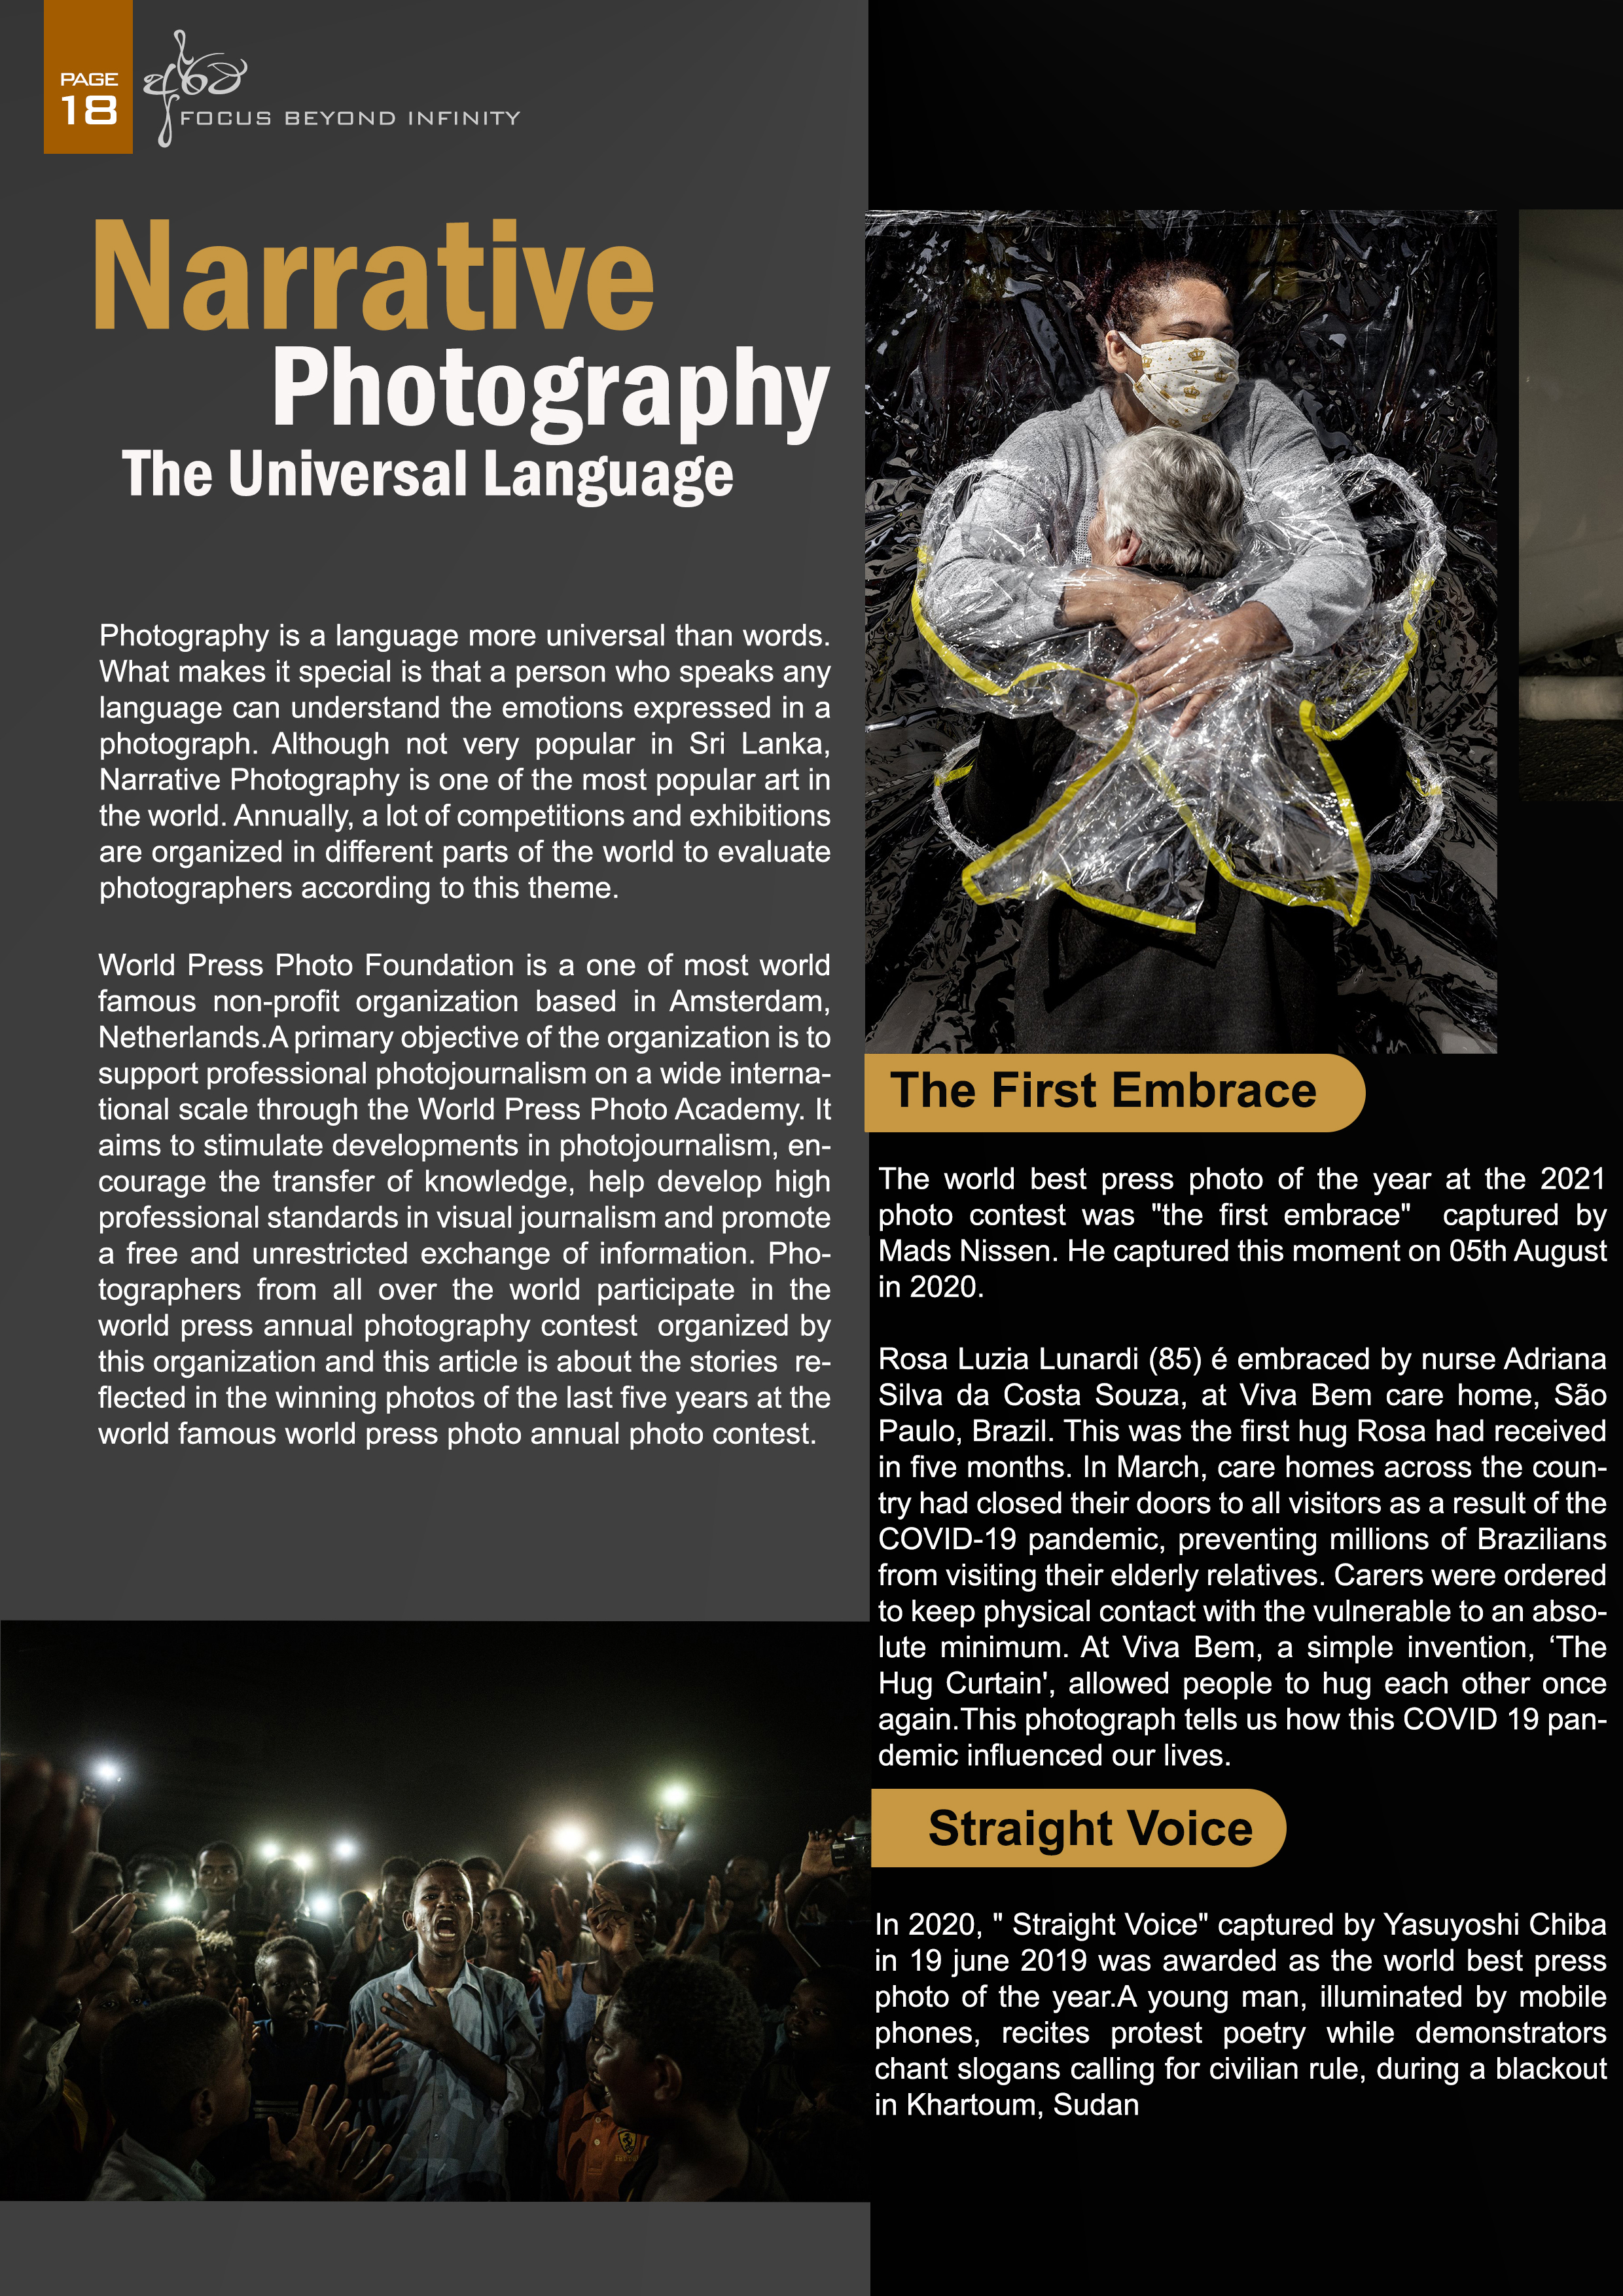 PAGE
18
FOCUS BEYOND INFINITY
Narrative
Photography
The Universal Language
Photography is a language more universal than words.
What makes it special is that a person who speaks any
language can understand the emotions expressed in a
photograph. Although not very popular in Sri Lanka,
Narrative Photography is one of the most popular art in
the world. Annually, a lot of competitions and exhibitions
are organized in different parts of the world to evaluate
photographers according to this theme.
World Press Photo Foundation is a one of most world
famous non-profit organization based in Amsterdam,
Netherlands.A primary objective of the organization is to
support professional photojournalism on a wide interna-
tional scale through the World Press Photo Academy. It
aims to stimulate developments in photojournalism, en-
courage the transfer of knowledge, help develop high
professional standards in visual journalism and promote
a free and unrestricted exchange of information. Pho-
tographers from all over the world participate in the
world press annual photography contest  organized by
this organization and this article is about the stories  re-
flected in the winning photos of the last five years at the
world famous world press photo annual photo contest.
The First Embrace
The world best press photo of the year at the 2021
photo contest was "the first embrace"  captured by
Mads Nissen. He captured this moment on 05th August
in 2020.
Rosa Luzia Lunardi (85) é embraced by nurse Adriana
Silva da Costa Souza, at Viva Bem care home, São
Paulo, Brazil. This was the first hug Rosa had received
in five months. In March, care homes across the coun-
try had closed their doors to all visitors as a result of the
COVID-19 pandemic, preventing millions of Brazilians
from visiting their elderly relatives. Carers were ordered
to keep physical contact with the vulnerable to an abso-
lute minimum. At Viva Bem, a simple invention, ‘The
Hug Curtain', allowed people to hug each other once
again.This photograph tells us how this COVID 19 pan-
demic influenced our lives.
Straight Voice
In 2020, " Straight Voice" captured by Yasuyoshi Chiba
in 19 june 2019 was awarded as the world best press
photo of the year.A young man, illuminated by mobile
phones, recites protest poetry while demonstrators
chant slogans calling for civilian rule, during a blackout
in Khartoum, Sudan